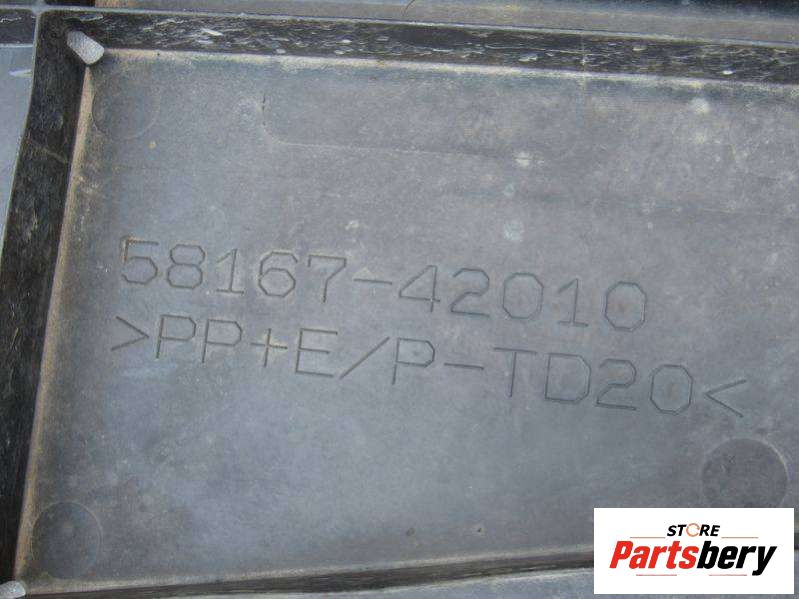 58167-42010
>PP+E/P-TD20<
STORE
Partsbery